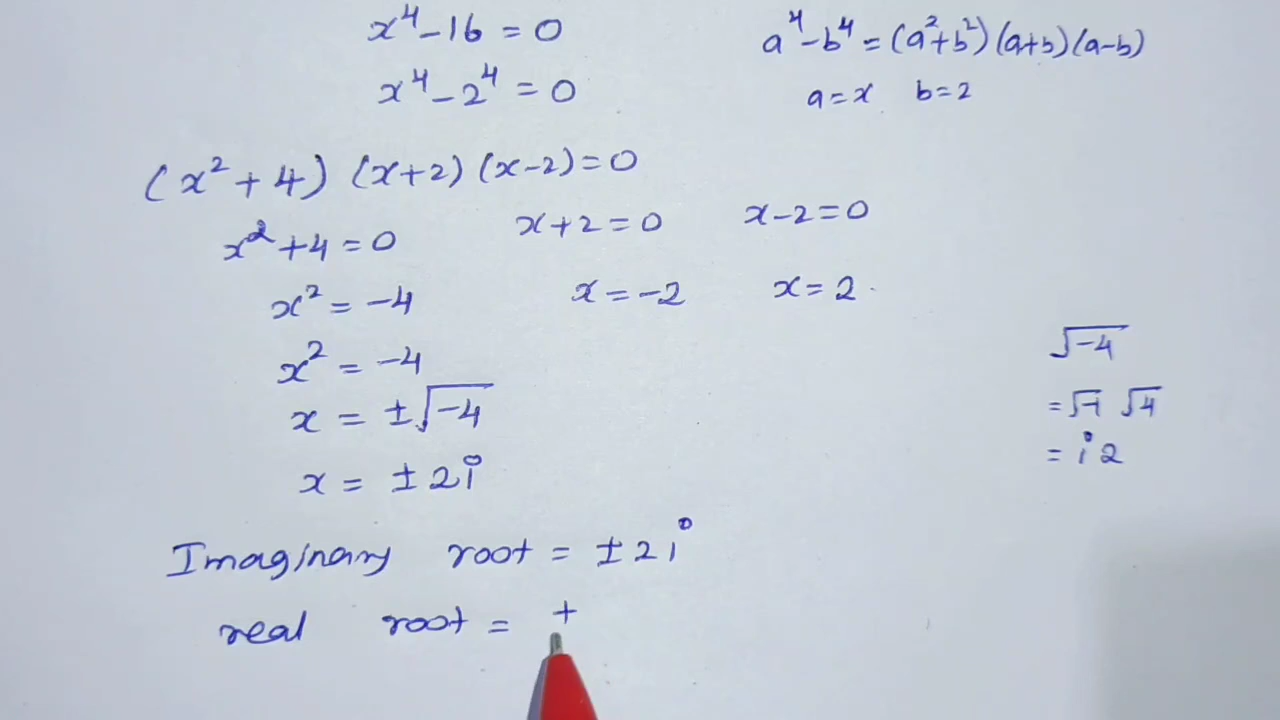 x⁴-16=0
a⁴-b⁴=(a²+b²)(a+b)(a-b)
x⁴-2⁴=0
a=x b=2
(x²+4)(x+2)(x-2)=0
x²+4=0 x+2=0 x-2=0
x²=-4 x=-2 x=2
√-4
x²=-4
x=±√-4
=√-1 √4
=i2
x=±2i
Imaginary root=±2i
real root=+